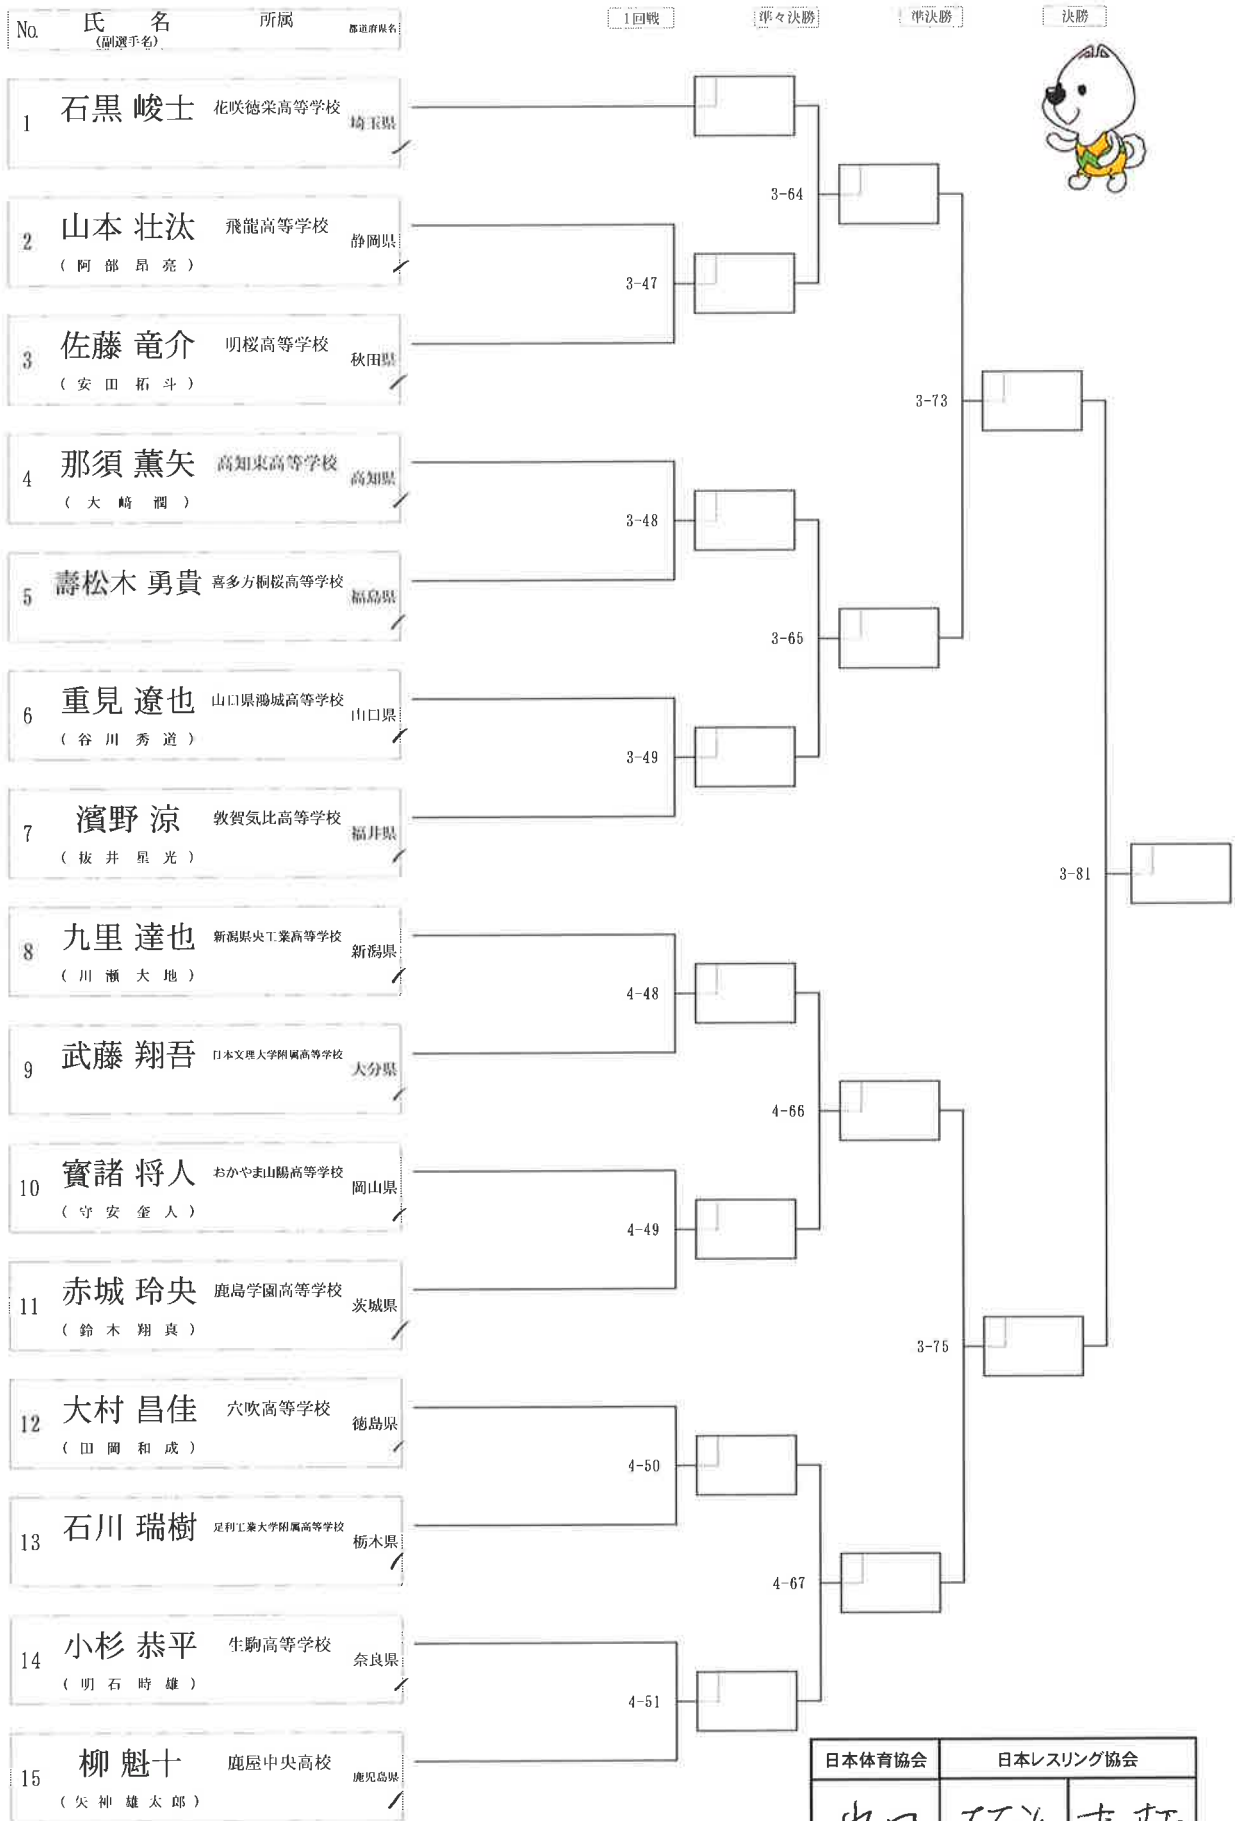 No. 氏 名 所属 都道府県名 1回戦 準々決勝 準決勝 決勝
(副選手名)
1 石黒 峻士 花咲徳栄高等学校 埼玉県
3-64
2 山本 壮汰 飛龍高等学校 静岡県
(阿部昂亮)
3-47
3 佐藤 竜介 明桜高等学校 秋田県
(安田拓斗)
3-73
4 那須 薫矢 高知東高等学校 高知県
(大﨑潤)
3-48
5 壽松木 勇貴 喜多方桐桜高等学校 福島県
3-65
6 重見 遼也 山口県鴻城高等学校 山口県
(谷川秀道)
3-49
7 濱野 涼 敦賀気比高等学校 福井県
(抜井星光)
3-81
8 九里 達也 新潟県央工業高等学校 新潟県
(川瀬大地)
4-48
9 武藤 翔吾 日本文理大学附属高等学校 大分県
4-66
10 寳諸 将人 おかやま山陽高等学校 岡山県
(守安奎人)
4-49
11 赤城 玲央 鹿島学園高等学校 茨城県
(鈴木翔真)
3-75
12 大村 昌佳 穴吹高等学校 徳島県
(田岡和成)
4-50
13 石川 瑞樹 足利工業大学附属高等学校 栃木県
4-67
14 小杉 恭平 生駒高等学校 奈良県
(明石時雄)
4-51
15 柳 魁十 鹿屋中央高校 鹿児島県
(矢神雄太郎)
日本体育協会 日本レスリング協会